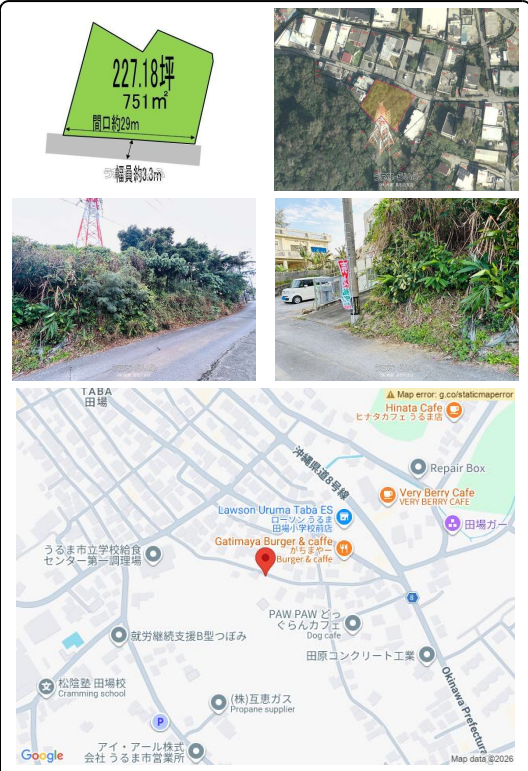 227.18坪
751㎡
間口約29m
幅員約3.3m
TABA
田場
Map error: g.co/staticmaperror
Hinata Cafe
ヒナタカフェ うるま店
沖縄県道8号線
Repair Box
Very Berry Cafe
VERY BERRY CAFE
Lawson Uruma Taba ES
ローソン うるま
田場小学校前店
田場ガー
Gatimaya Burger & caffe
がちまやー
Burger & caffe
うるま市立学校給食
センター第一調理場
8
PAW PAW どっ
ぐらんカフェ
Dog cafe
就労継続支援B型つぼみ
田原コンクリート工業
松陰塾 田場校
Cramming school
(株)互恵ガス
Propane supplier
Okinawa Prefectura
P
アイ・アール株式
会社 うるま市営業所
Google
Map data ©2026